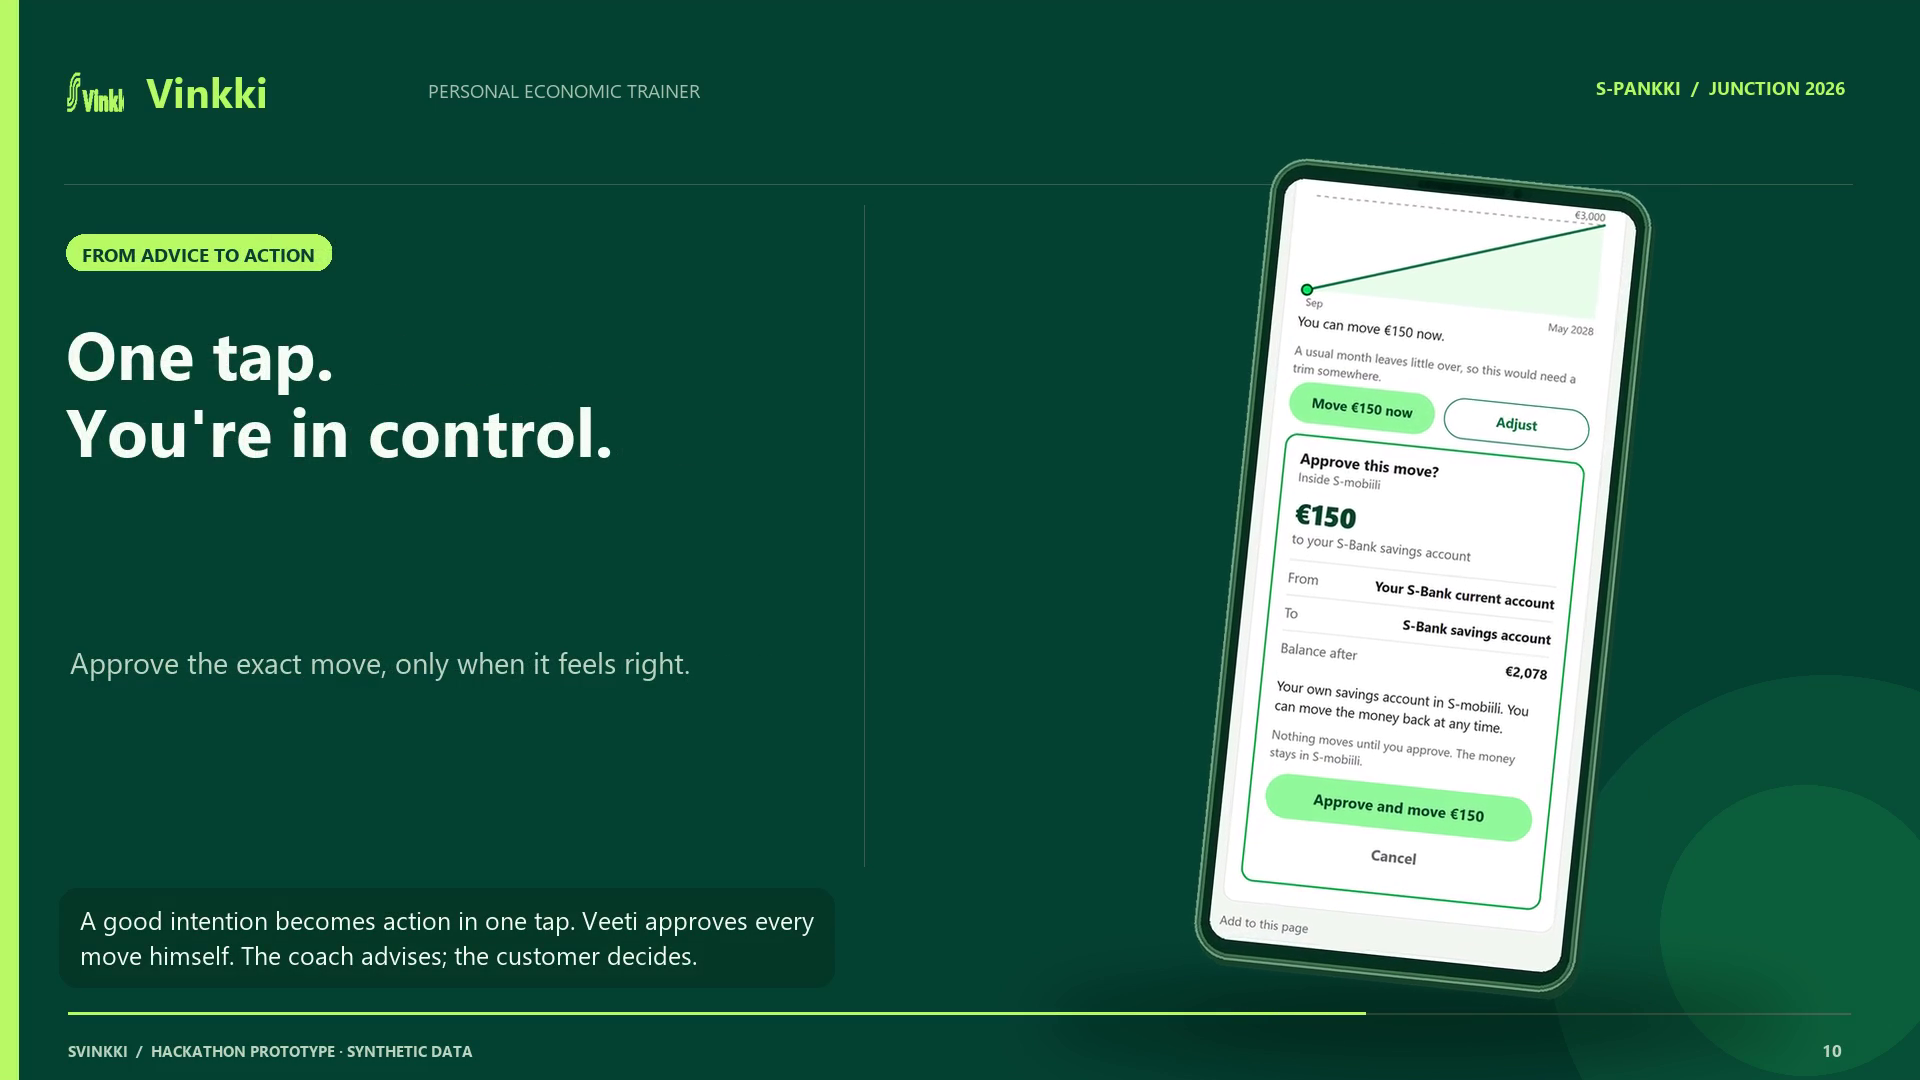 Svinkki Vinkki
PERSONAL ECONOMIC TRAINER
S-PANKKI / JUNCTION 2026
FROM ADVICE TO ACTION
One tap.
You're in control.
Approve the exact move, only when it feels right.
A good intention becomes action in one tap. Veeti approves every
move himself. The coach advises; the customer decides.
€3,000
Sep
May 2028
You can move €150 now.
A usual month leaves little over, so this would need a
trim somewhere.
Move €150 now
Adjust
Approve this move?
Inside S-mobiili
€150
to your S-Bank savings account
From Your S-Bank current account
To S-Bank savings account
Balance after €2,078
Your own savings account in S-mobiili. You
can move the money back at any time.
Nothing moves until you approve. The money
stays in S-mobiili.
Approve and move €150
Cancel
Add to this page
SVINKKI / HACKATHON PROTOTYPE · SYNTHETIC DATA
10